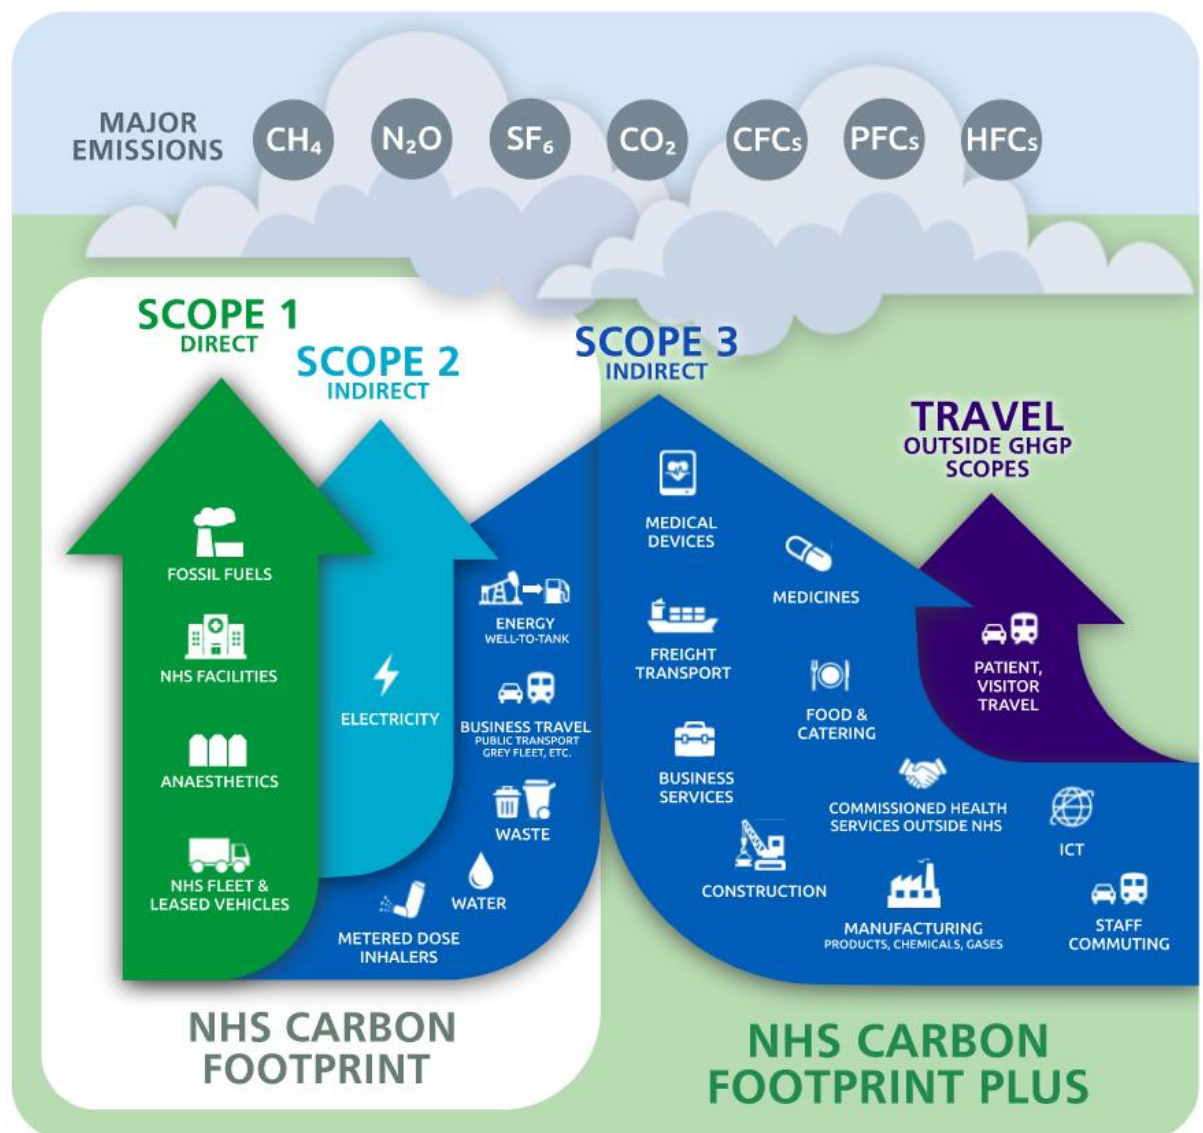 MAJOR
EMISSIONS
CH₄
N₂O
SF₆
CO₂
CFCs
PFCs
HFCs
SCOPE 1
DIRECT
SCOPE 2
INDIRECT
SCOPE 3
INDIRECT
TRAVEL
OUTSIDE GHGP
SCOPES
FOSSIL FUELS
NHS FACILITIES
ANAESTHETICS
NHS FLEET &
LEASED VEHICLES
ELECTRICITY
ENERGY
WELL-TO-TANK
BUSINESS TRAVEL
PUBLIC TRANSPORT
GREY FLEET, ETC.
WASTE
WATER
METERED DOSE
INHALERS
MEDICAL
DEVICES
MEDICINES
FREIGHT
TRANSPORT
FOOD &
CATERING
BUSINESS
SERVICES
COMMISSIONED HEALTH
SERVICES OUTSIDE NHS
CONSTRUCTION
MANUFACTURING
PRODUCTS, CHEMICALS, GASES
ICT
STAFF
COMMUTING
PATIENT,
VISITOR
TRAVEL
NHS CARBON
FOOTPRINT
NHS CARBON
FOOTPRINT PLUS